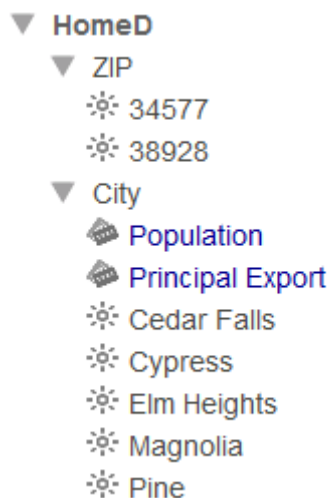 HomeD
ZIP
34577
38928
City
Population
Principal Export
Cedar Falls
Cypress
Elm Heights
Magnolia
Pine